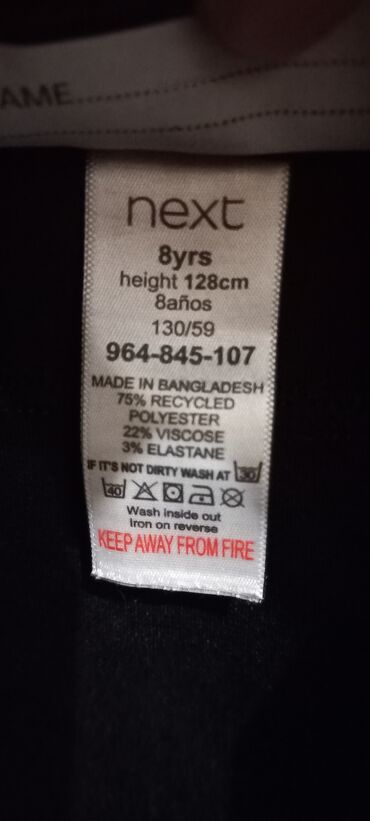 AME
next
8yrs
height 128cm
8años
130/59
964-845-107
MADE IN BANGLADESH
75% RECYCLED
POLYESTER
22% VISCOSE
3% ELASTANE
IF IT'S NOT DIRTY WASH AT 30
40
Wash inside out
Iron on reverse
KEEP AWAY FROM FIRE